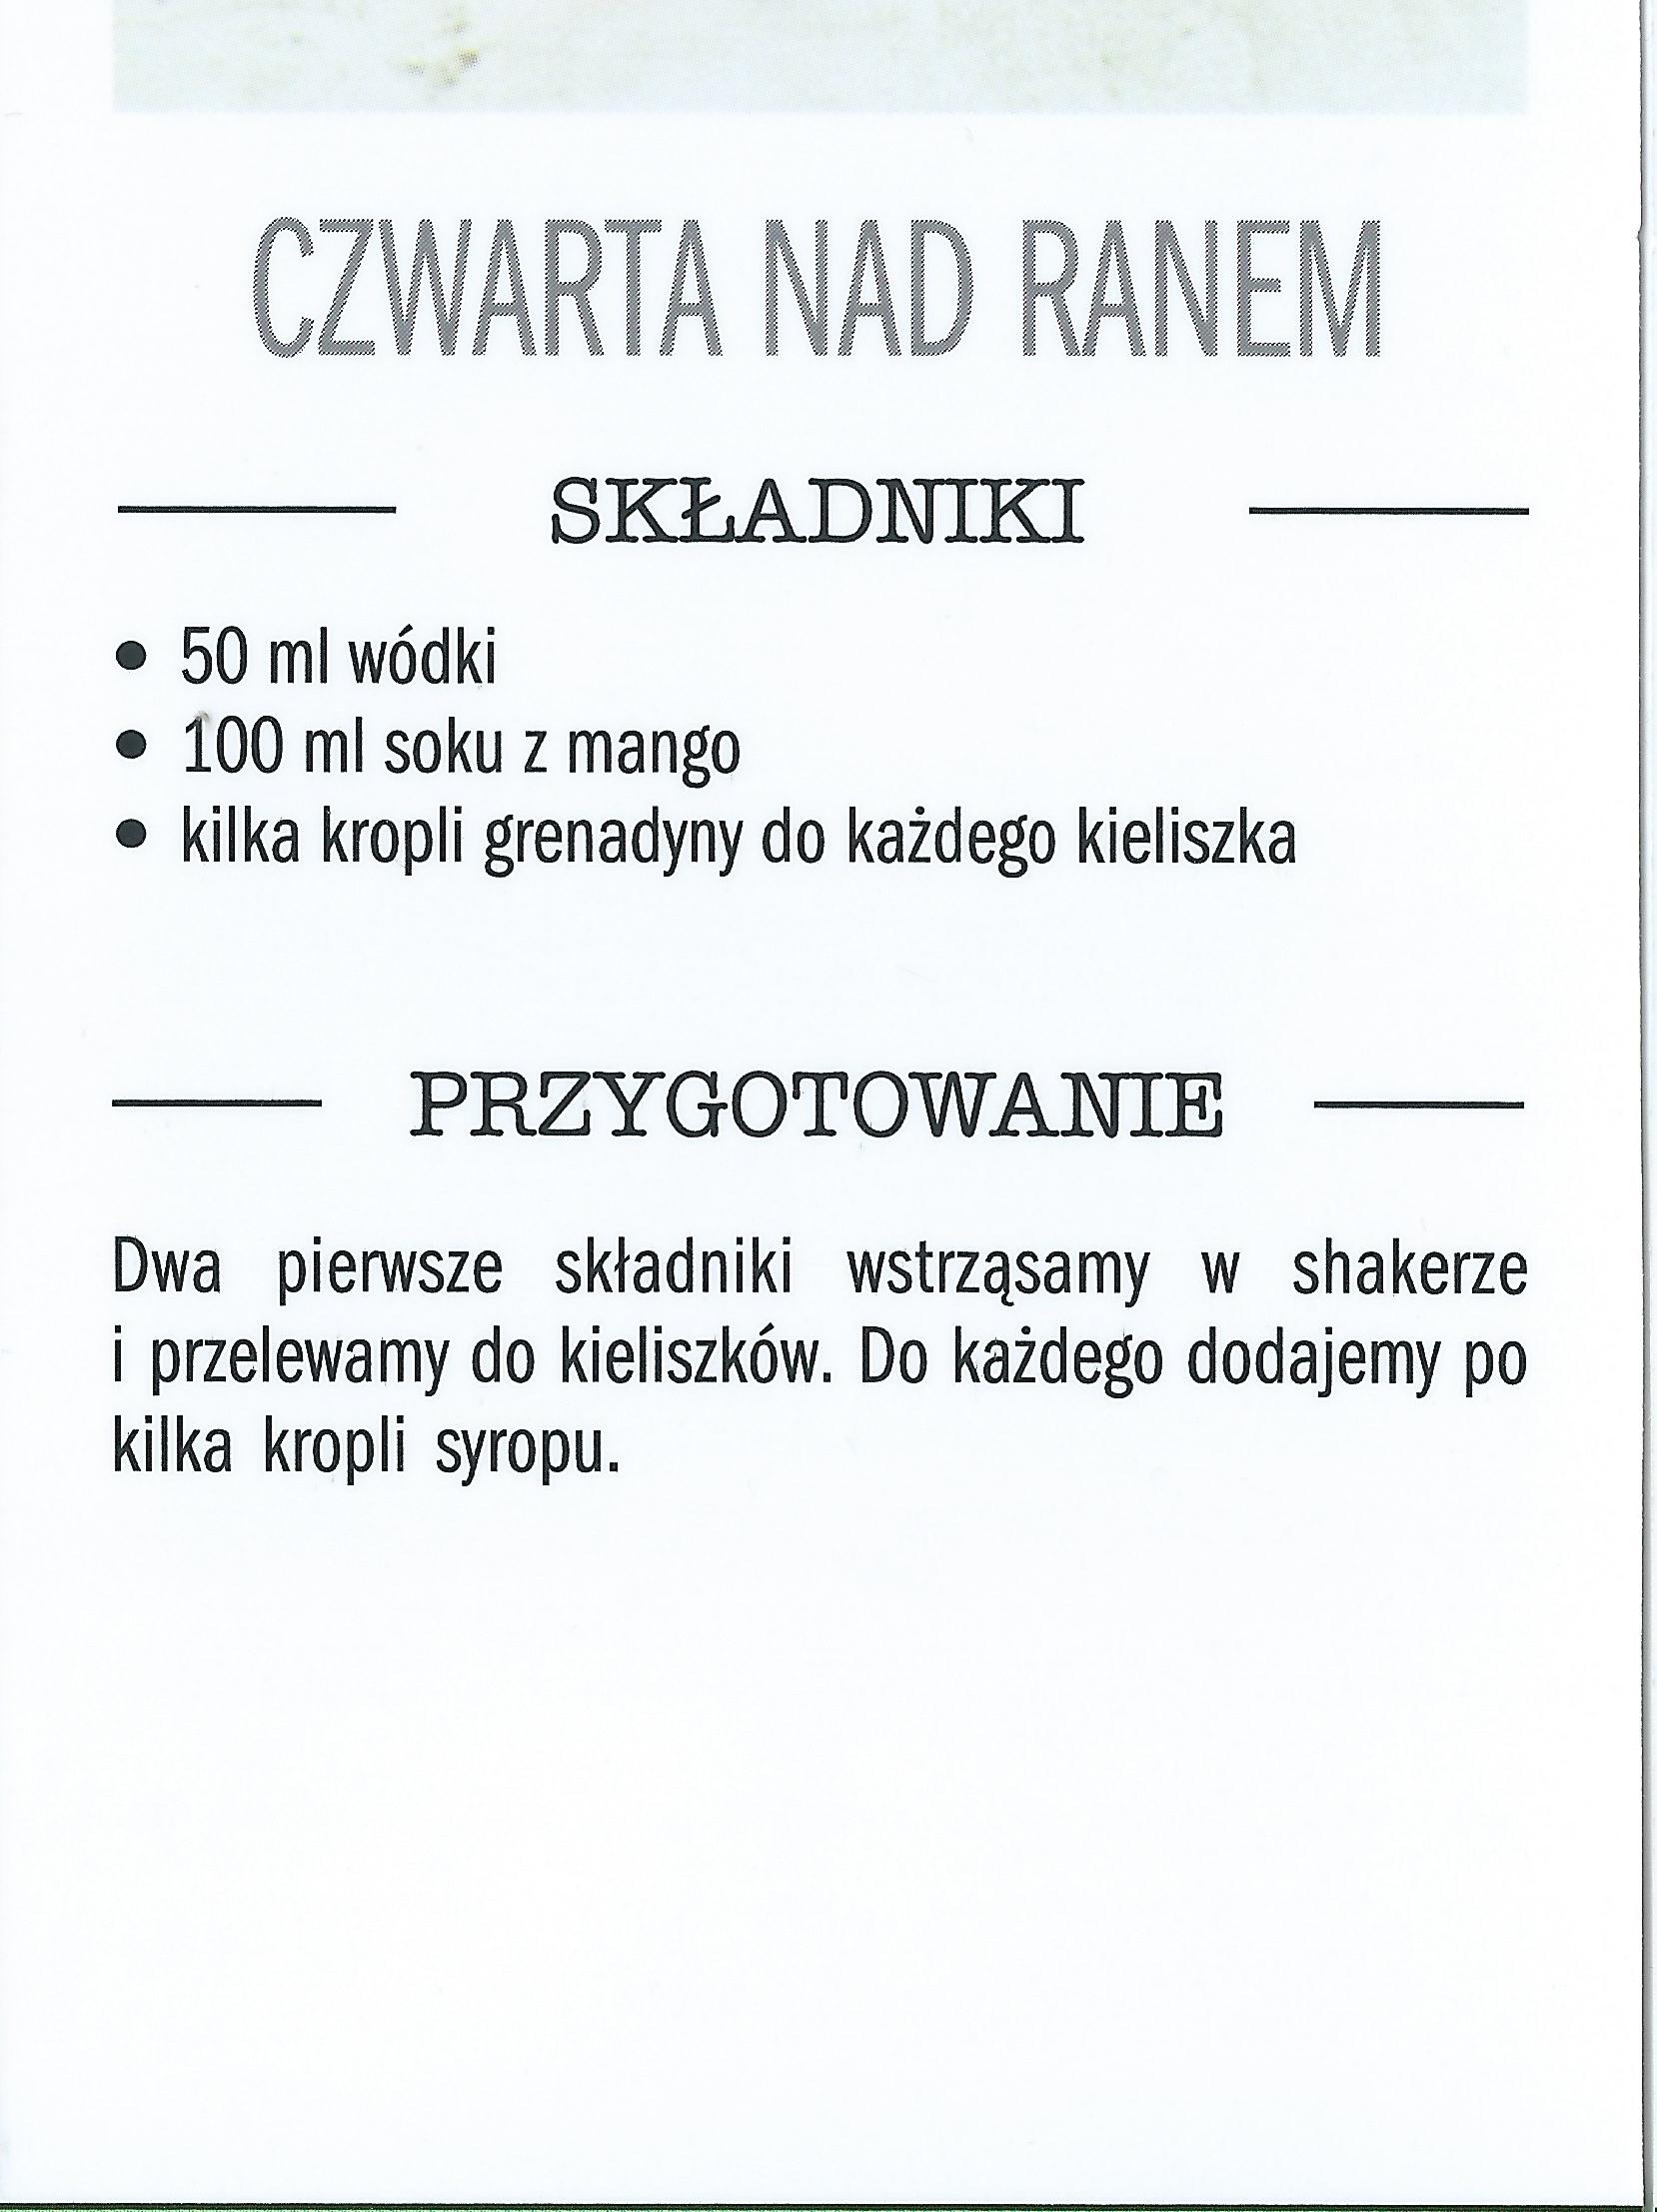 CZWARTA NAD RANEM
SKŁADNIKI
• 50 ml wódki
• 100 ml soku z mango
• kilka kropli grenadyny do każdego kieliszka
PRZYGOTOWANIE
Dwa pierwsze składniki wstrząsamy w shakerze
i przelewamy do kieliszków. Do każdego dodajemy po
kilka kropli syropu.